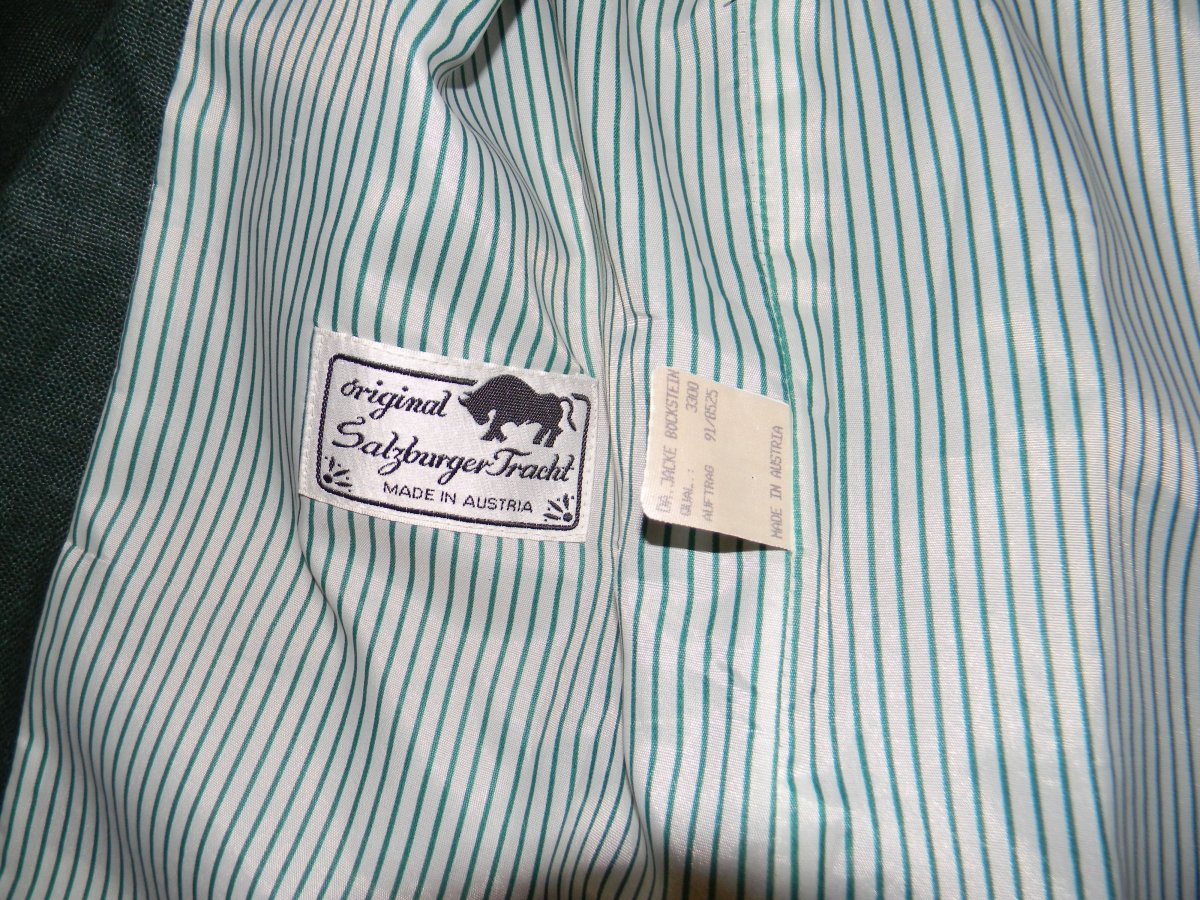 original
Salzburger Tracht
MADE IN AUSTRIA
DA.JACKE BOCKSTEIN
QUAL.: 3300
AUFTRAG 91/8525
MADE IN AUSTRIA